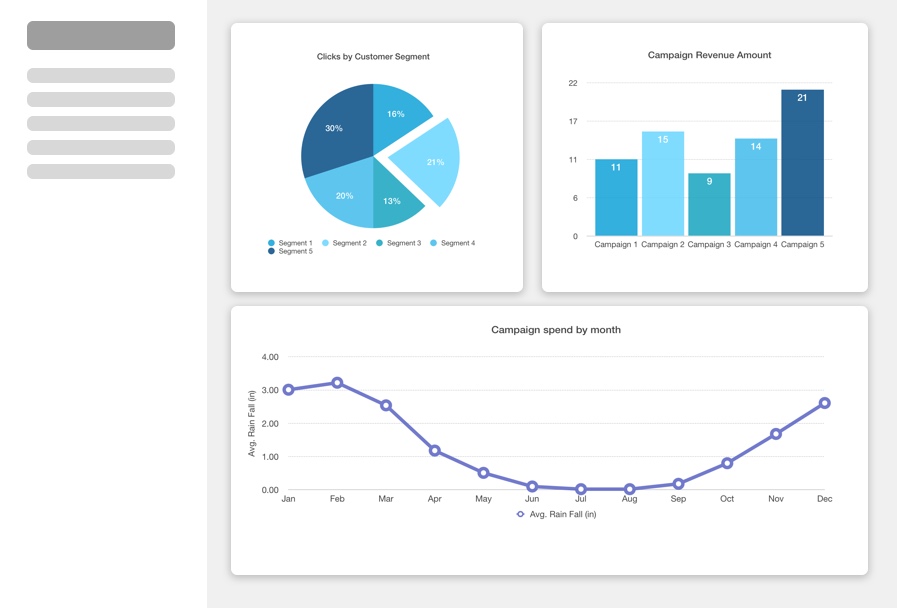 Clicks by Customer Segment
16%
30%
21%
20%
13%
Segment 1 Segment 2 Segment 3 Segment 4
Segment 5
Campaign Revenue Amount
22
17
11
6
0
11
15
9
14
21
Campaign 1 Campaign 2 Campaign 3 Campaign 4 Campaign 5
Campaign spend by month
Avg. Rain Fall (in)
4.00
3.00
2.00
1.00
0.00
Jan Feb Mar Apr May Jun Jul Aug Sep Oct Nov Dec
Avg. Rain Fall (in)